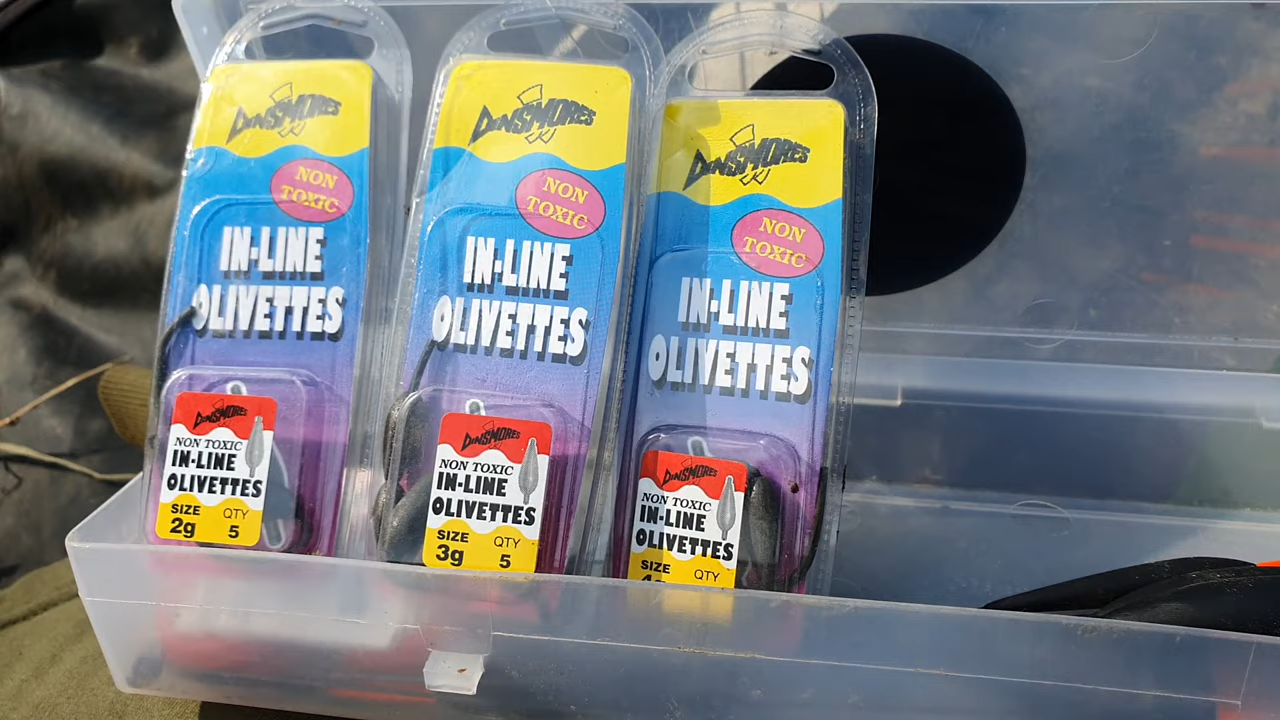 DINSMORES
NON
TOXIC
IN-LINE
OLIVETTES
DINSMORES
NON TOXIC
IN-LINE
OLIVETTES
SIZE QTY
2g 5
DINSMORES
NON
TOXIC
IN-LINE
OLIVETTES
DINSMORES
NON TOXIC
IN-LINE
OLIVETTES
SIZE QTY
3g 5
DINSMORES
NON
TOXIC
IN-LINE
OLIVETTES
DINSMORES
NON TOXIC
IN-LINE
OLIVETTES
SIZE QTY